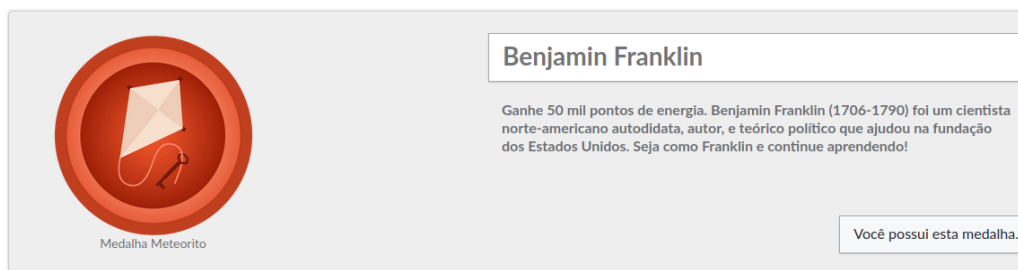 Benjamin Franklin
Ganhe 50 mil pontos de energia. Benjamin Franklin (1706-1790) foi um cientista
norte-americano autodidata, autor, e teórico político que ajudou na fundação
dos Estados Unidos. Seja como Franklin e continue aprendendo!
Medalha Meteorito
Você possui esta medalha.